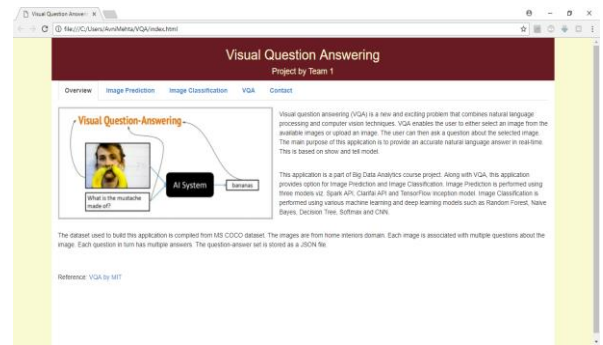 Visual Question Answer
file:///C:/Users/AvniMehta/VQA/index.html
Visual Question Answering
Project by Team 1
Overview Image Prediction Image Classification VQA Contact
Visual Question-Answering
What is the mustache
made of?
AI System
bananas
Visual question answering (VQA) is a new and exciting problem that combines natural language
processing and computer vision techniques. VQA enables the user to either select an image from the
available images or upload an image. The user can then ask a question about the selected image.
The main purpose of this application is to provide an accurate natural language answer in real-time.
This is based on show and tell model.
This application is a part of Big Data Analytics course project. Along with VQA, this application
provides option for Image Prediction and Image Classification. Image Prediction is performed using
three models viz. Spark API, Clarifai API and TensorFlow inception model. Image Classification is
performed using various machine learning and deep learning models such as Random Forest, Naive
Bayes, Decision Tree, Softmax and CNN.
The dataset used to build this application is compiled from MS COCO dataset. The images are from home interiors domain. Each image is associated with multiple questions about the
image. Each question in turn has multiple answers. The question-answer set is stored as a JSON file.
Reference: VQA by MIT